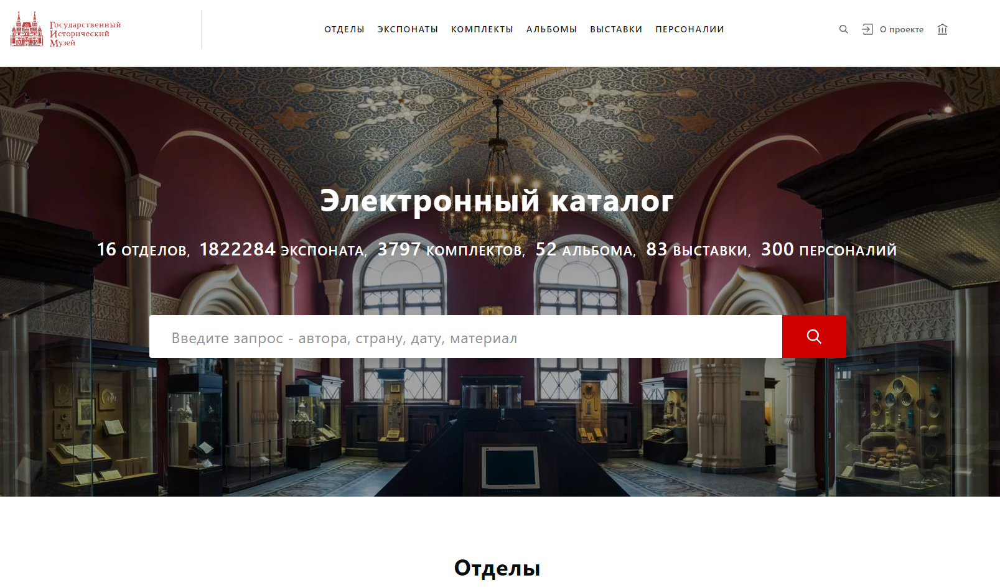 Государственный
Исторический
Музей
ОТДЕЛЫ ЭКСПОНАТЫ КОМПЛЕКТЫ АЛЬБОМЫ ВЫСТАВКИ ПЕРСОНАЛИИ
О проекте
Электронный каталог
16 ОТДЕЛОВ, 1822284 ЭКСПОНАТА, 3797 КОМПЛЕКТОВ, 52 АЛЬБОМА, 83 ВЫСТАВКИ, 300 ПЕРСОНАЛИЙ
Введите запрос - автора, страну, дату, материал
Отделы